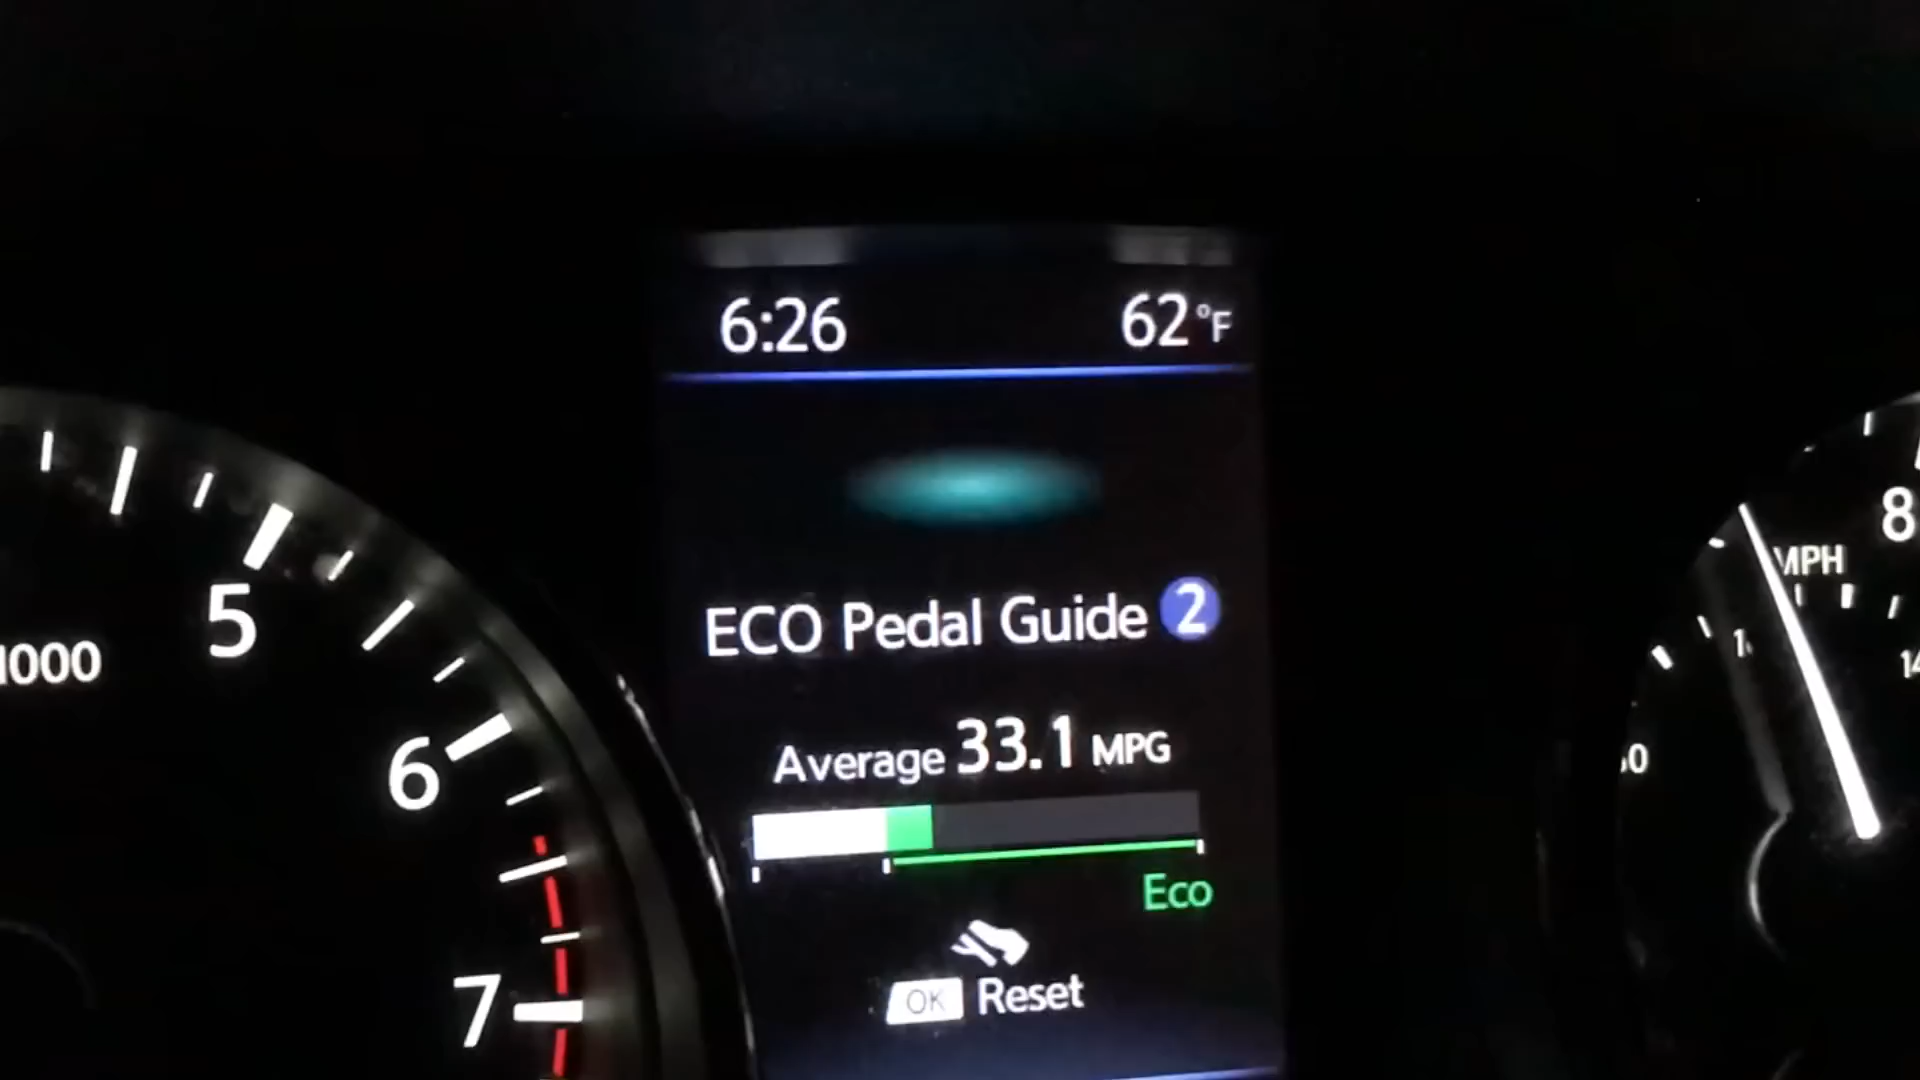 6:26 62°F
ECO Pedal Guide 2
Average 33.1 MPG
Eco
OK Reset
5
1000
6
7
MPH
8